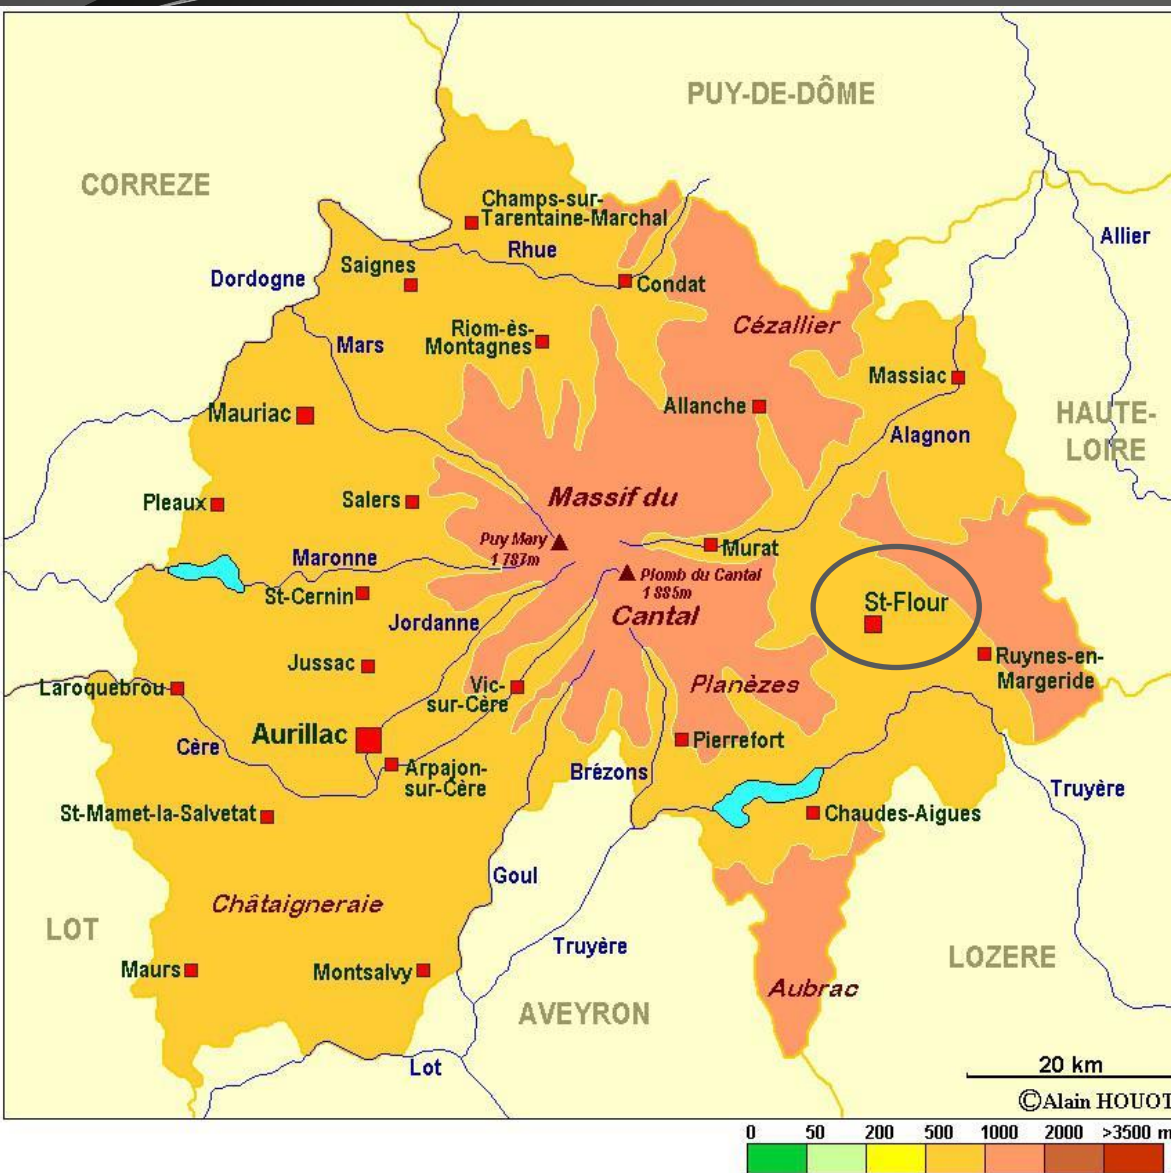 PUY-DE-DÔME
CORREZE
Champs-sur-
Tarentaine-Marchal
Allier
Rhue
Saignes
Dordogne
Condat
Cézallier
Riom-ès-
Montagnes
Mars
Massiac
Allanche
Mauriac
HAUTE-
LOIRE
Alagnon
Massif du
Salers
Pleaux
Puy Mary
1 787m
Murat
Maronne
Plomb du Cantal
1 885m
St-Cernin
St-Flour
Cantal
Jordanne
Jussac
Ruynes-en-
Margeride
Planèzes
Laroquebrou
Vic-
sur-Cère
Aurillac
Pierrefort
Cère
Arpajon-
sur-Cère
Brézons
Truyère
St-Mamet-la-Salvetat
Chaudes-Aigues
Goul
Châtaigneraie
LOT
Truyère
LOZERE
Maurs
Montsalvy
Aubrac
AVEYRON
Lot
20 km
©Alain HOUOT
0 50 200 500 1000 2000 >3500 m